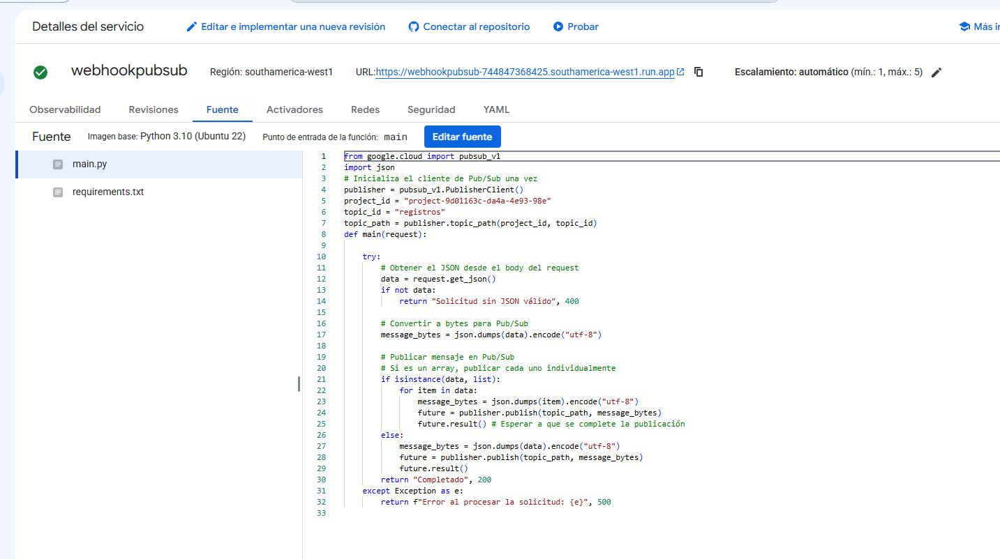 Detalles del servicio
Editar e implementar una nueva revisión
Conectar al repositorio
Probar
Más
webhookpubsub
Región: southamerica-west1
URL:https://webhookpubsub-744847368425.southamerica-west1.run.app
Escalamiento: automático (mín.: 1, máx.: 5)
Observabilidad
Revisiones
Fuente
Activadores
Redes
Seguridad
YAML
Fuente
Imagen base: Python 3.10 (Ubuntu 22)
Punto de entrada de la función: main
Editar fuente
main.py
requirements.txt
1 from google.cloud import pubsub_v1
2 import json
3 # Inicializa el cliente de Pub/Sub una vez
4 publisher = pubsub_v1.PublisherClient()
5 project_id = "project-9d01163c-da4a-4e93-98e"
6 topic_id = "registros"
7 topic_path = publisher.topic_path(project_id, topic_id)
8 def main(request):
9
10     try:
11         # Obtener el JSON desde el body del request
12         data = request.get_json()
13         if not data:
14             return "Solicitud sin JSON válido", 400
15
16         # Convertir a bytes para Pub/Sub
17         message_bytes = json.dumps(data).encode("utf-8")
18
19         # Publicar mensaje en Pub/Sub
20         # Si es un array, publicar cada uno individualmente
21         if isinstance(data, list):
22             for item in data:
23                 message_bytes = json.dumps(item).encode("utf-8")
24                 future = publisher.publish(topic_path, message_bytes)
25                 future.result() # Esperar a que se complete la publicación
26         else:
27             message_bytes = json.dumps(data).encode("utf-8")
28             future = publisher.publish(topic_path, message_bytes)
29             future.result()
30         return "Completado", 200
31     except Exception as e:
32         return f"Error al procesar la solicitud: {e}", 500
33